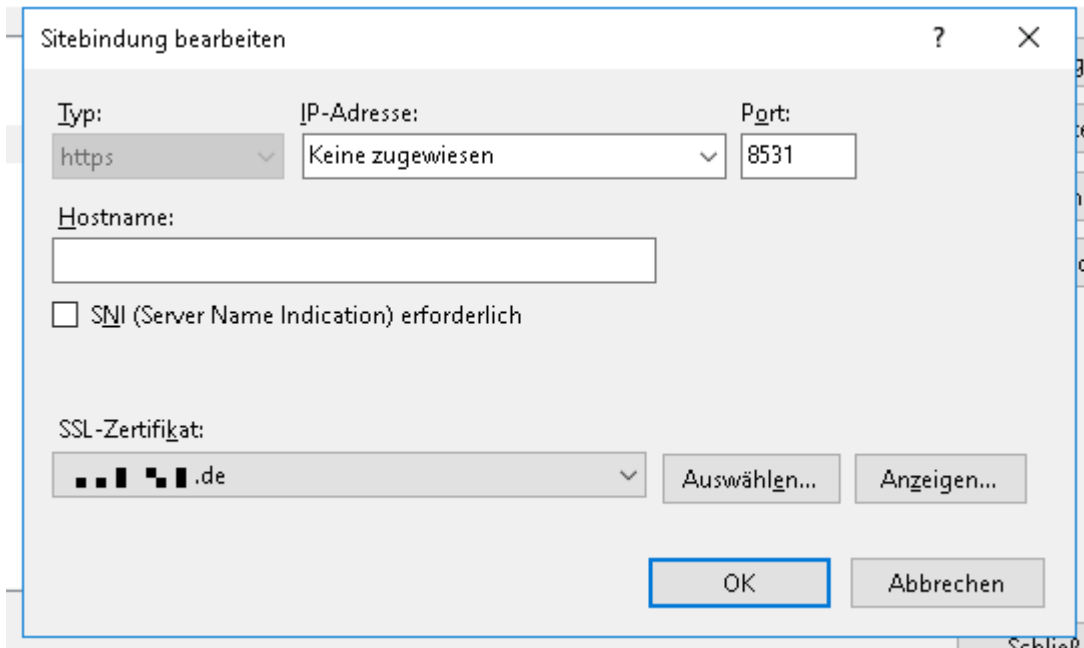 Sitebindung bearbeiten
? ×
Typ: IP-Adresse: Port:
https Keine zugewiesen 8531
Hostname:
SNI (Server Name Indication) erforderlich
SSL-Zertifikat:
.de Auswählen... Anzeigen...
OK Abbrechen